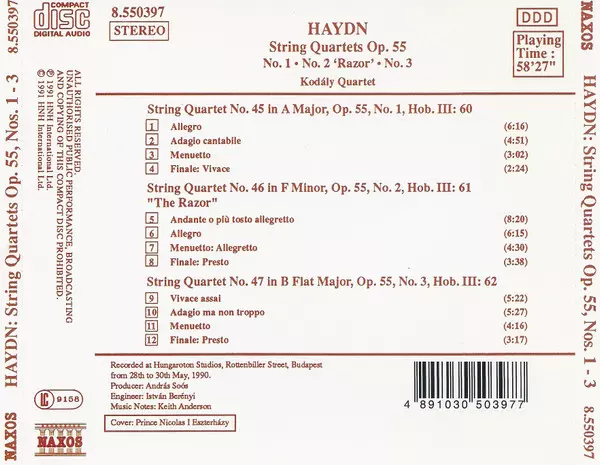 8.550397
STEREO
HAYDN
String Quartets Op. 55
No. 1 • No. 2 'Razor' • No. 3
Kodály Quartet
DDD
Playing
Time :
58'27"
String Quartet No. 45 in A Major, Op. 55, No. 1, Hob. III: 60
1 Allegro (6:16)
2 Adagio cantabile (4:51)
3 Menuetto (3:02)
4 Finale: Vivace (2:24)
String Quartet No. 46 in F Minor, Op. 55, No. 2, Hob. III: 61
"The Razor"
5 Andante o più tosto allegretto (8:20)
6 Allegro (6:15)
7 Menuetto: Allegretto (4:30)
8 Finale: Presto (3:38)
String Quartet No. 47 in B Flat Major, Op. 55, No. 3, Hob. III: 62
9 Vivace assai (5:22)
10 Adagio ma non troppo (5:27)
11 Menuetto (4:16)
12 Finale: Presto (3:17)
Recorded at Hungaroton Studios, Rottenbiller Street, Budapest
from 28th to 30th May, 1990.
Producer: András Soós
Engineer: István Berényi
Music Notes: Keith Anderson
Cover: Prince Nicolas I Eszterházy
4 891030 503977
COMPACT
disc
DIGITAL AUDIO
ALL RIGHTS RESERVED.
UNAUTHORISED PUBLIC PERFORMANCE, BROADCASTING
AND COPYING OF THIS COMPACT DISC PROHIBITED.
℗ 1991 HNH International Ltd.
© 1991 HNH International Ltd.
LC 9158
NAXOS
8.550397
HAYDN: String Quartets Op. 55, Nos. 1 - 3
NAXOS
NAXOS
HAYDN: String Quartets Op. 55, Nos. 1 - 3
8.550397